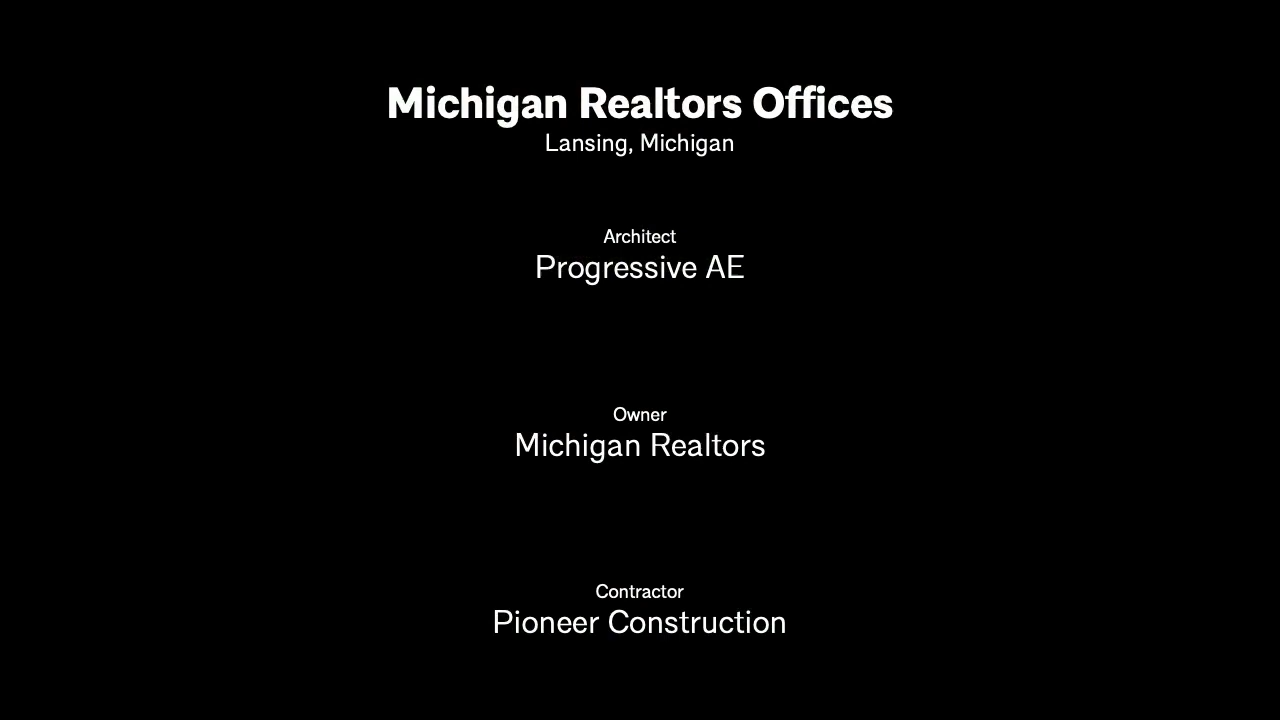 Michigan Realtors Offices
Lansing, Michigan
Architect
Progressive AE
Owner
Michigan Realtors
Contractor
Pioneer Construction